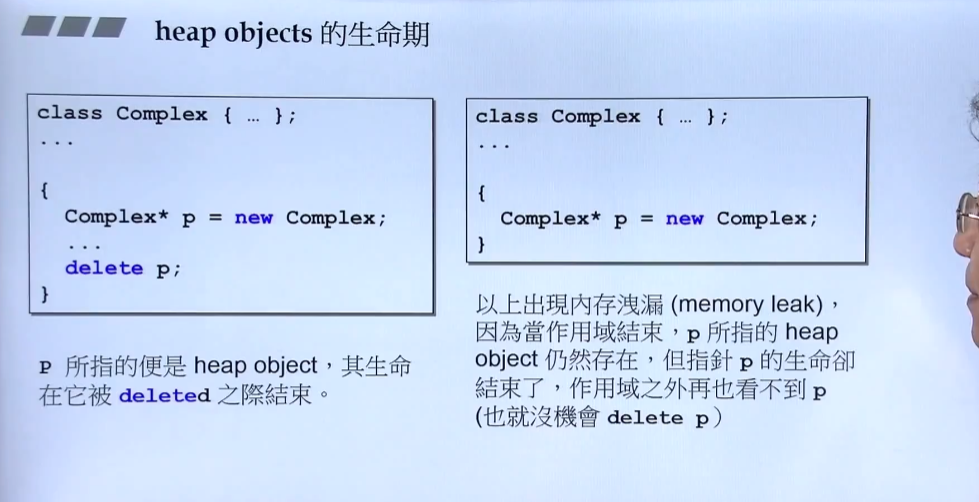 heap objects 的生命期
class Complex { … };
...
{
Complex* p = new Complex;
...
delete p;
}
P 所指的便是 heap object，其生命
在它被 deleted 之際結束。
class Complex { … };
...
{
Complex* p = new Complex;
}
以上出現內存洩漏 (memory leak)，
因為當作用域結束，p 所指的 heap
object 仍然存在，但指針 p 的生命卻
結束了，作用域之外再也看不到 p
(也就沒機會 delete p）